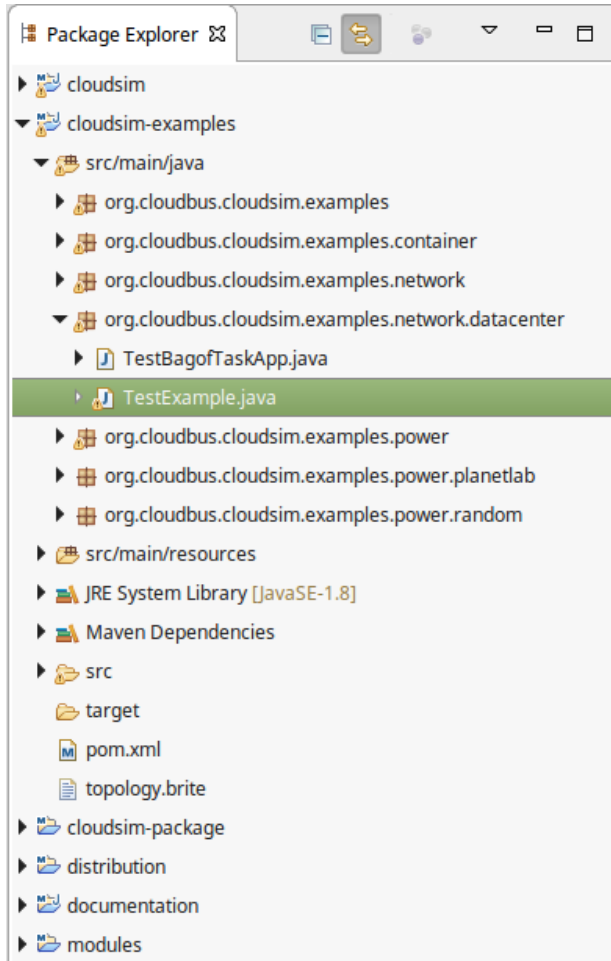 Package Explorer
cloudsim
cloudsim-examples
src/main/java
org.cloudbus.cloudsim.examples
org.cloudbus.cloudsim.examples.container
org.cloudbus.cloudsim.examples.network
org.cloudbus.cloudsim.examples.network.datacenter
TestBagofTaskApp.java
TestExample.java
org.cloudbus.cloudsim.examples.power
org.cloudbus.cloudsim.examples.power.planetlab
org.cloudbus.cloudsim.examples.power.random
src/main/resources
JRE System Library [JavaSE-1.8]
Maven Dependencies
src
target
pom.xml
topology.brite
cloudsim-package
distribution
documentation
modules